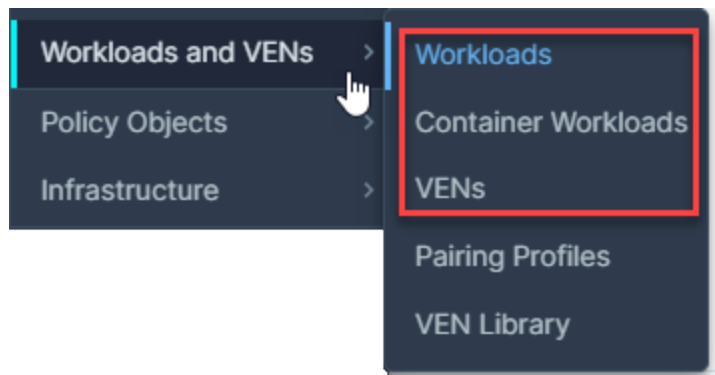 Workloads and VENs
Policy Objects
Infrastructure
Workloads
Container Workloads
VENs
Pairing Profiles
VEN Library